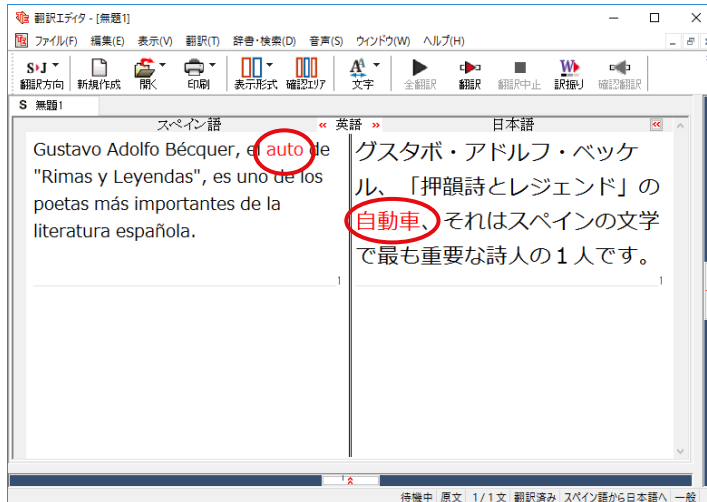 翻訳エディタ - [無題1]
ファイル(F) 編集(E) 表示(V) 翻訳(T) 辞書・検索(D) 音声(S) ウインドウ(W) ヘルプ(H)
S›J
翻訳方向 新規作成 開く 印刷 表示形式 確認エリア 文字 全翻訳 翻訳 翻訳中止 訳振り 確認翻訳
S 無題1
スペイン語 « 英語 » 日本語 «
Gustavo Adolfo Bécquer, el auto de
"Rimas y Leyendas", es uno de los
poetas más importantes de la
literatura española.
1
グスタボ・アドルフ・ベッケ
ル、「押韻詩とレジェンド」の
自動車、それはスペインの文学
で最も重要な詩人の１人です。
1
待機中 原文 1/1文 翻訳済み スペイン語から日本語へ 一般